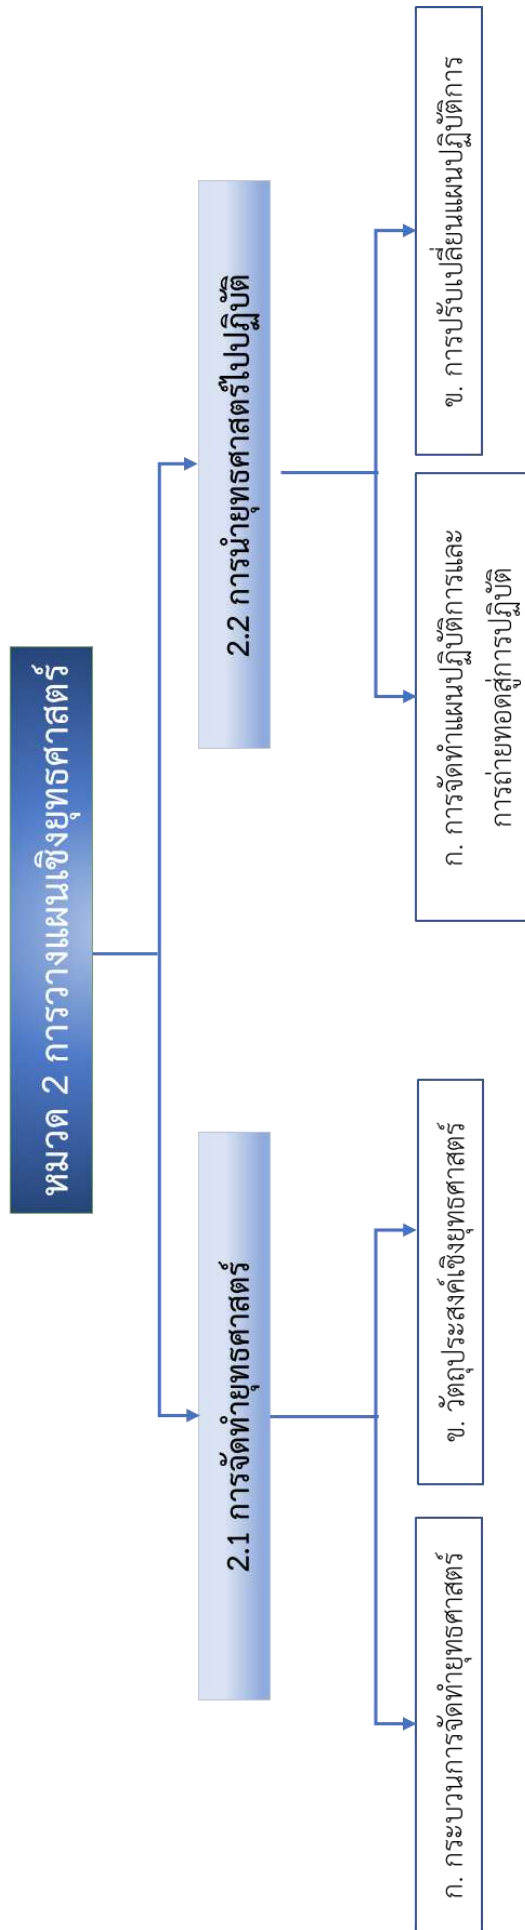 หมวด 2 การวางแผนเชิงยุทธศาสตร์
2.1 การจัดทำยุทธศาสตร์
2.2 การนำยุทธศาสตร์ไปปฏิบัติ
ก. กระบวนการจัดทำยุทธศาสตร์
ข. วัตถุประสงค์เชิงยุทธศาสตร์
ก. การจัดทำแผนปฏิบัติการและ
การถ่ายทอดสู่การปฏิบัติ
ข. การปรับเปลี่ยนแผนปฏิบัติการ